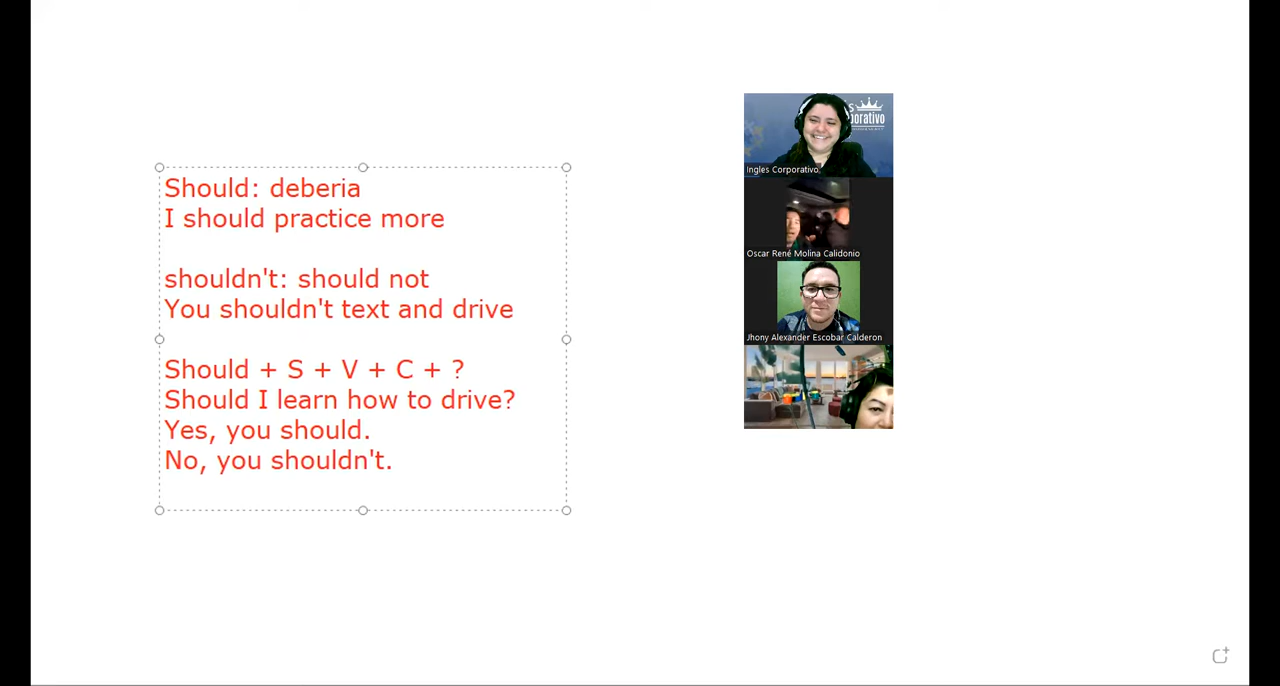 Should: deberia
I should practice more
shouldn't: should not
You shouldn't text and drive
Should + S + V + C + ?
Should I learn how to drive?
Yes, you should.
No, you shouldn't.
S
orativo
Ingles Corporativo.
Oscar René Molina Calidonio
Jhony Alexander Escobar Calderon